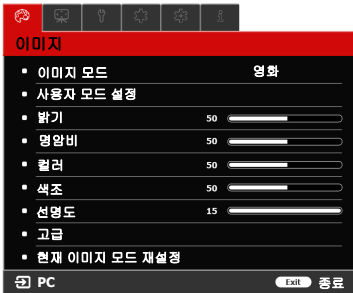 이미지
이미지 모드 영화
사용자 모드 설정
밝기 50
명암비 50
컬러 50
색조 50
선명도 15
고급
현재 이미지 모드 재설정
PC Exit 종료